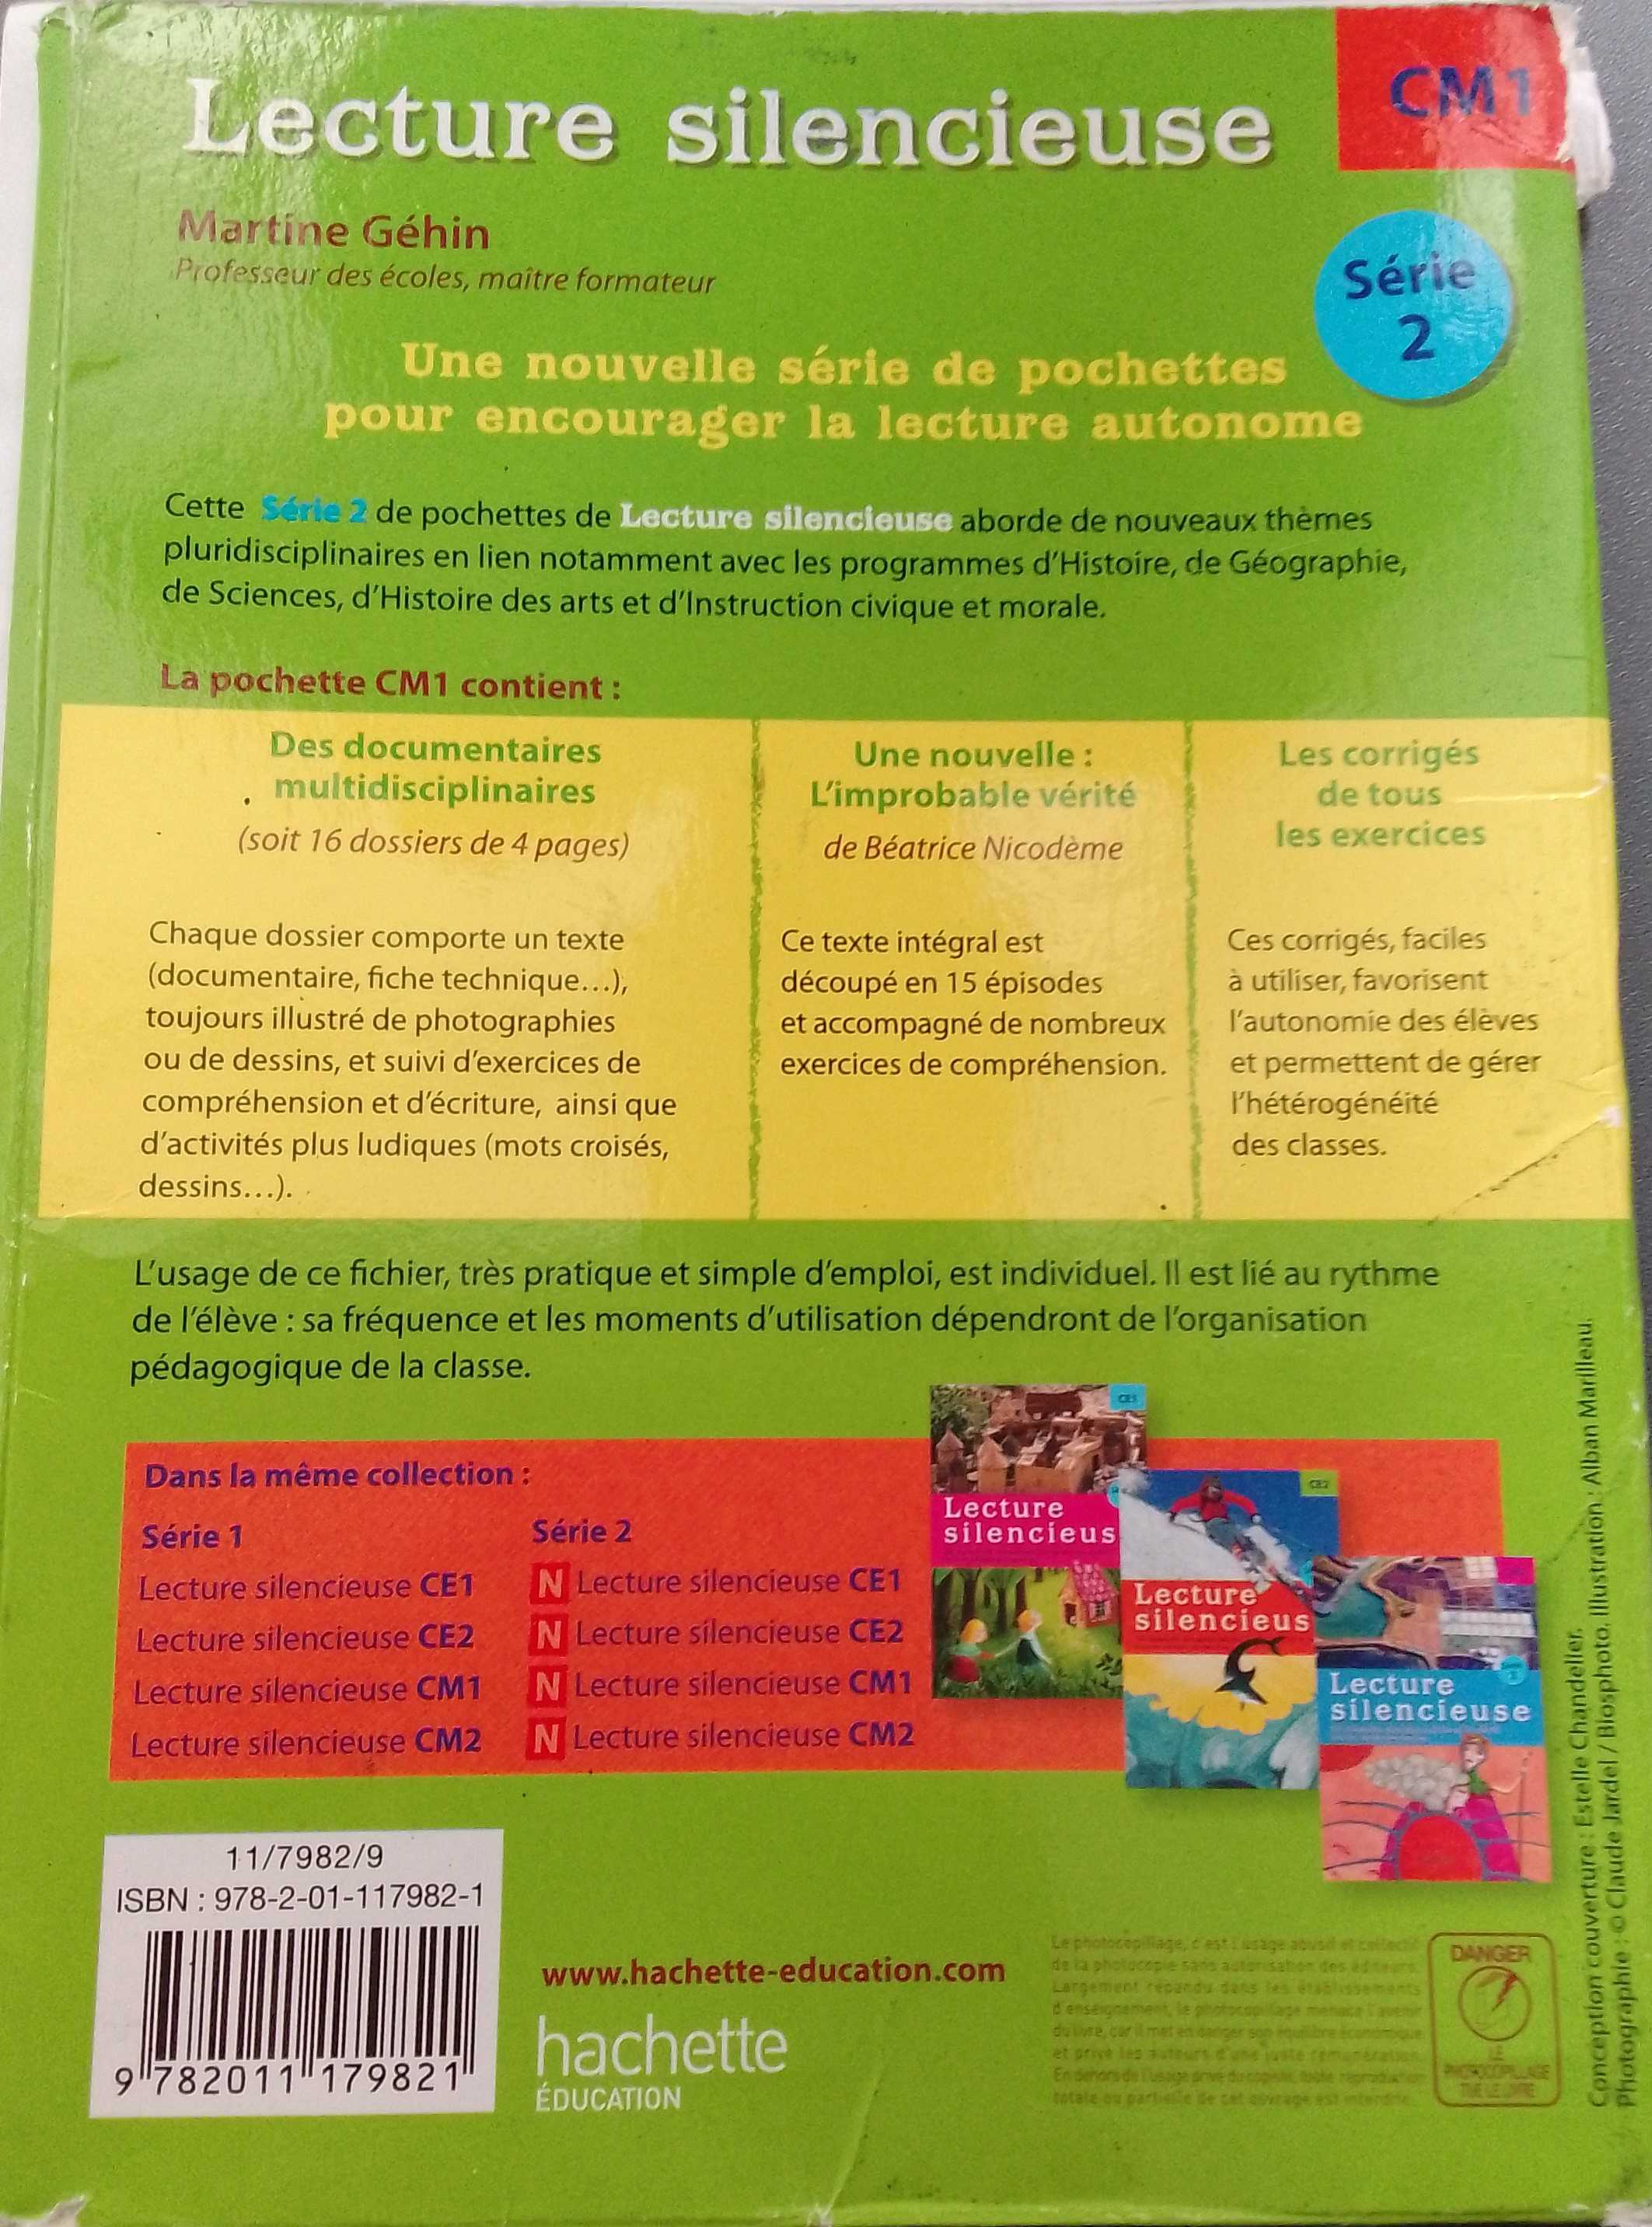 Lecture silencieuse
CM1
Martine Géhin
Professeur des écoles, maître formateur
Série
2
Une nouvelle série de pochettes
pour encourager la lecture autonome
Cette Série 2 de pochettes de Lecture silencieuse aborde de nouveaux thèmes
pluridisciplinaires en lien notamment avec les programmes d'Histoire, de Géographie,
de Sciences, d'Histoire des arts et d'Instruction civique et morale.
La pochette CM1 contient :
Des documentaires
multidisciplinaires
(soit 16 dossiers de 4 pages)
Chaque dossier comporte un texte
(documentaire, fiche technique…),
toujours illustré de photographies
ou de dessins, et suivi d'exercices de
compréhension et d'écriture, ainsi que
d'activités plus ludiques (mots croisés,
dessins…).
Une nouvelle :
L'improbable vérité
de Béatrice Nicodème
Ce texte intégral est
découpé en 15 épisodes
et accompagné de nombreux
exercices de compréhension.
Les corrigés
de tous
les exercices
Ces corrigés, faciles
à utiliser, favorisent
l'autonomie des élèves
et permettent de gérer
l'hétérogénéité
des classes.
L'usage de ce fichier, très pratique et simple d'emploi, est individuel. Il est lié au rythme
de l'élève : sa fréquence et les moments d'utilisation dépendront de l'organisation
pédagogique de la classe.
Dans la même collection :
Série 1
Lecture silencieuse CE1
Lecture silencieuse CE2
Lecture silencieuse CM1
Lecture silencieuse CM2
Série 2
N Lecture silencieuse CE1
N Lecture silencieuse CE2
N Lecture silencieuse CM1
N Lecture silencieuse CM2
CE1
Lecture
silencieus
CE2
Lecture
silencieus
Lecture
silencieuse
11/7982/9
ISBN : 978-2-01-117982-1
9 782011 179821
www.hachette-education.com
hachette
ÉDUCATION
Le photocopillage, c'est l'usage abusif et collectif
de la photocopie sans autorisation des éditeurs.
Largement répandu dans les établissements
d'enseignement, le photocopillage menace l'avenir
du livre, car il met en danger son équilibre économique
et prive les auteurs d'une juste rémunération.
En dehors de l'usage privé du copiste, toute reproduction
totale ou partielle de cet ouvrage est interdite.
DANGER
LE
PHOTOCOPILLAGE
TUE LE LIVRE
Conception couverture : Estelle Chandelier.
Photographie : © Claude Jardel / Biosphoto. Illustration : Alban Marilleau.